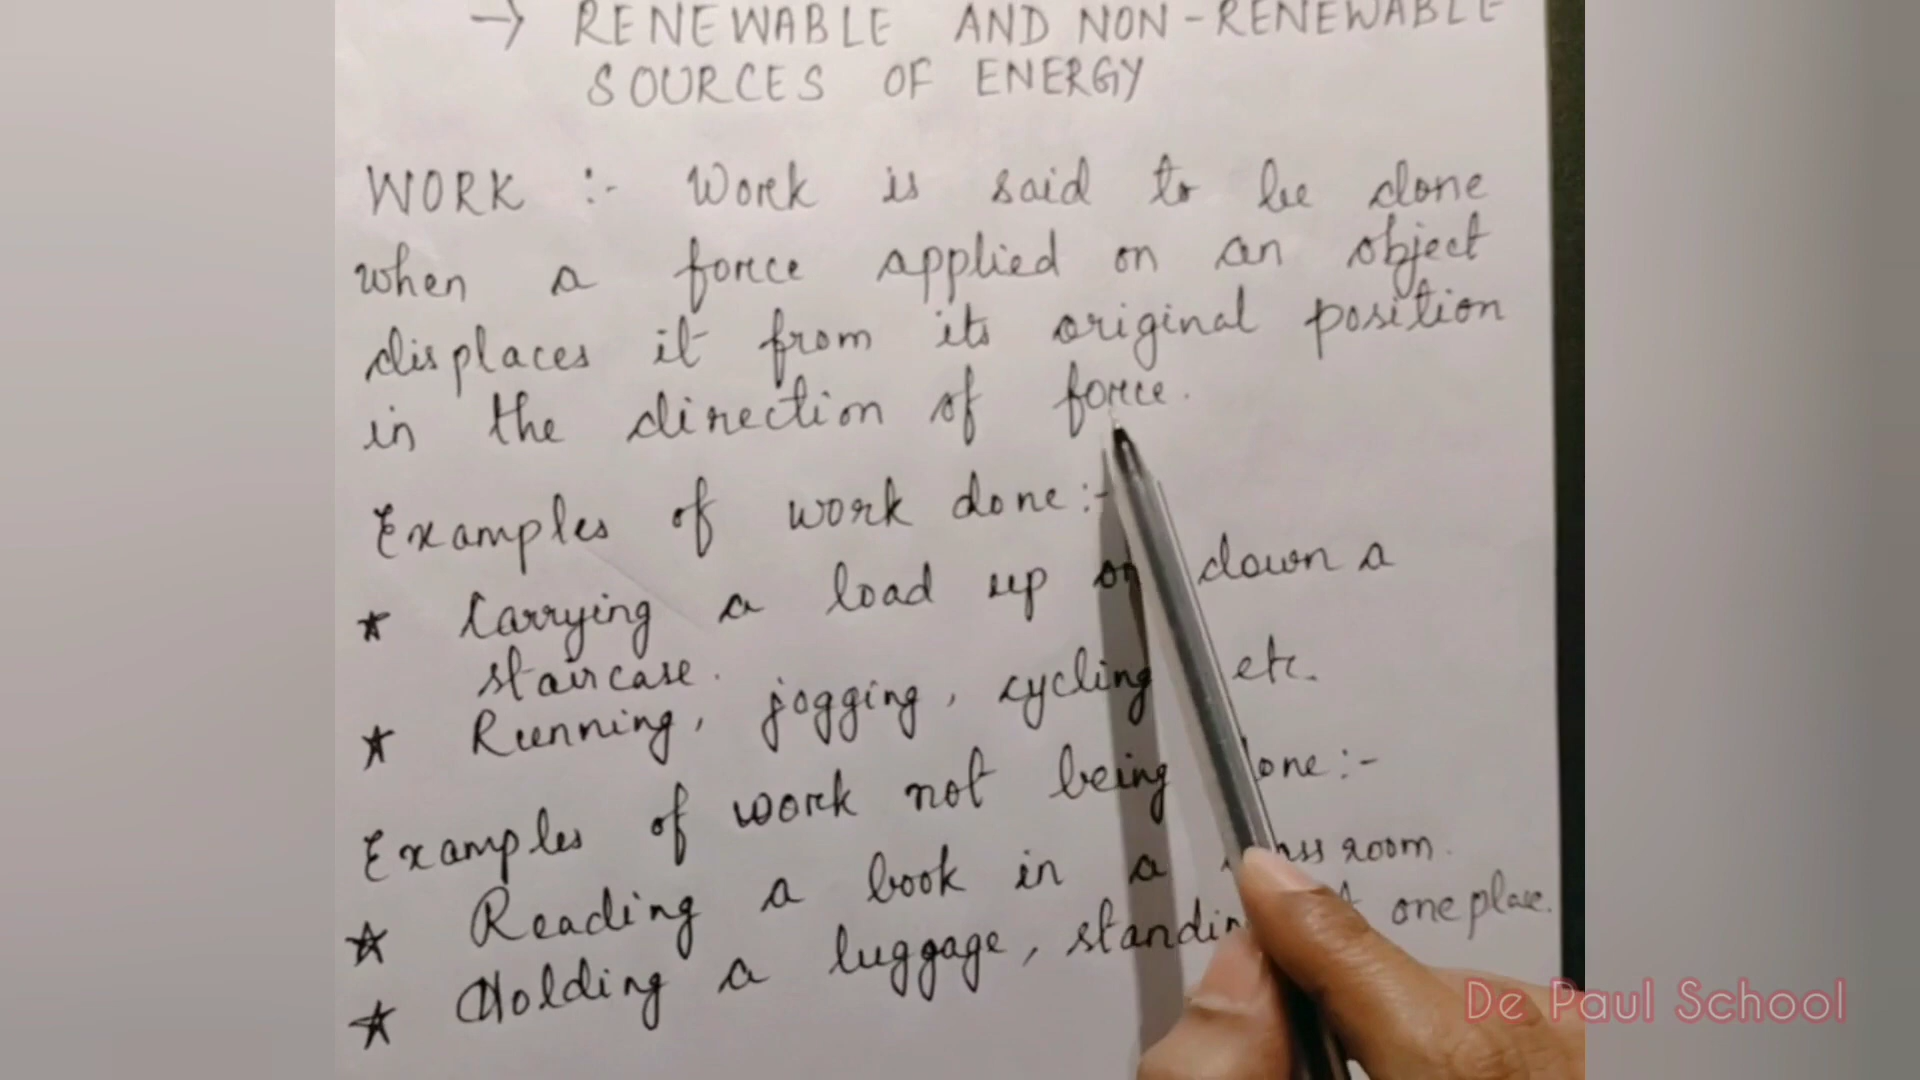 → RENEWABLE AND NON-RENEWABLE
SOURCES OF ENERGY
WORK :- Work is said to be done
when a force applied on an object
displaces it from its original position
in the direction of force.
Examples of work done:-
★ Carrying a load up or down a
staircase.
★ Running, jogging, cycling etc.
Examples of work not being done:-
★ Reading a book in a room.
★ Holding a luggage, standing one place.
De Paul School